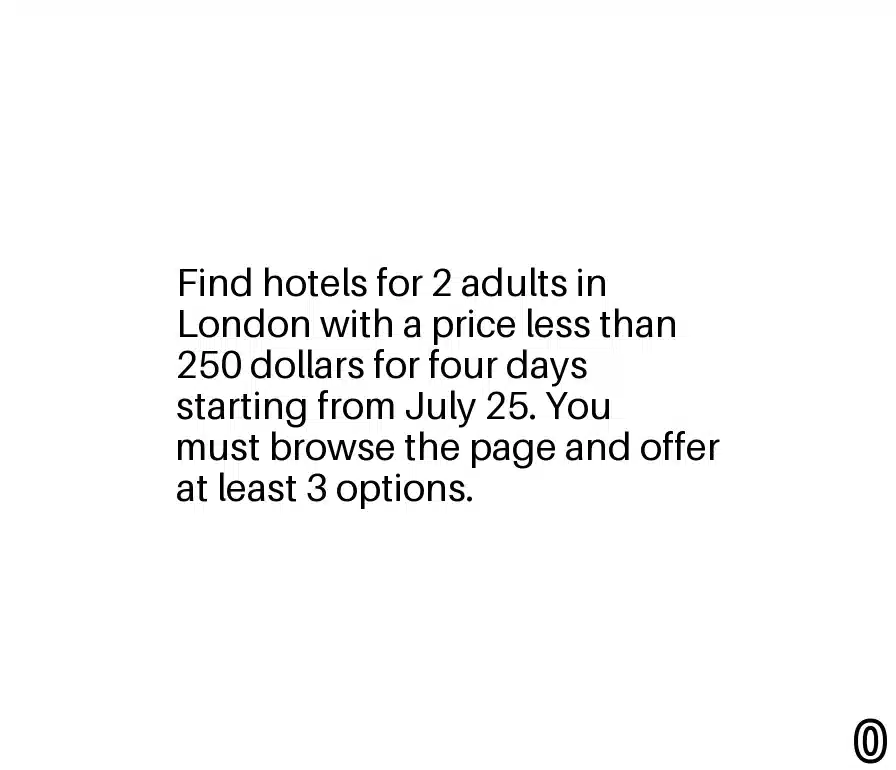 Find hotels for 2 adults in
London with a price less than
250 dollars for four days
starting from July 25. You
must browse the page and offer
at least 3 options.
0